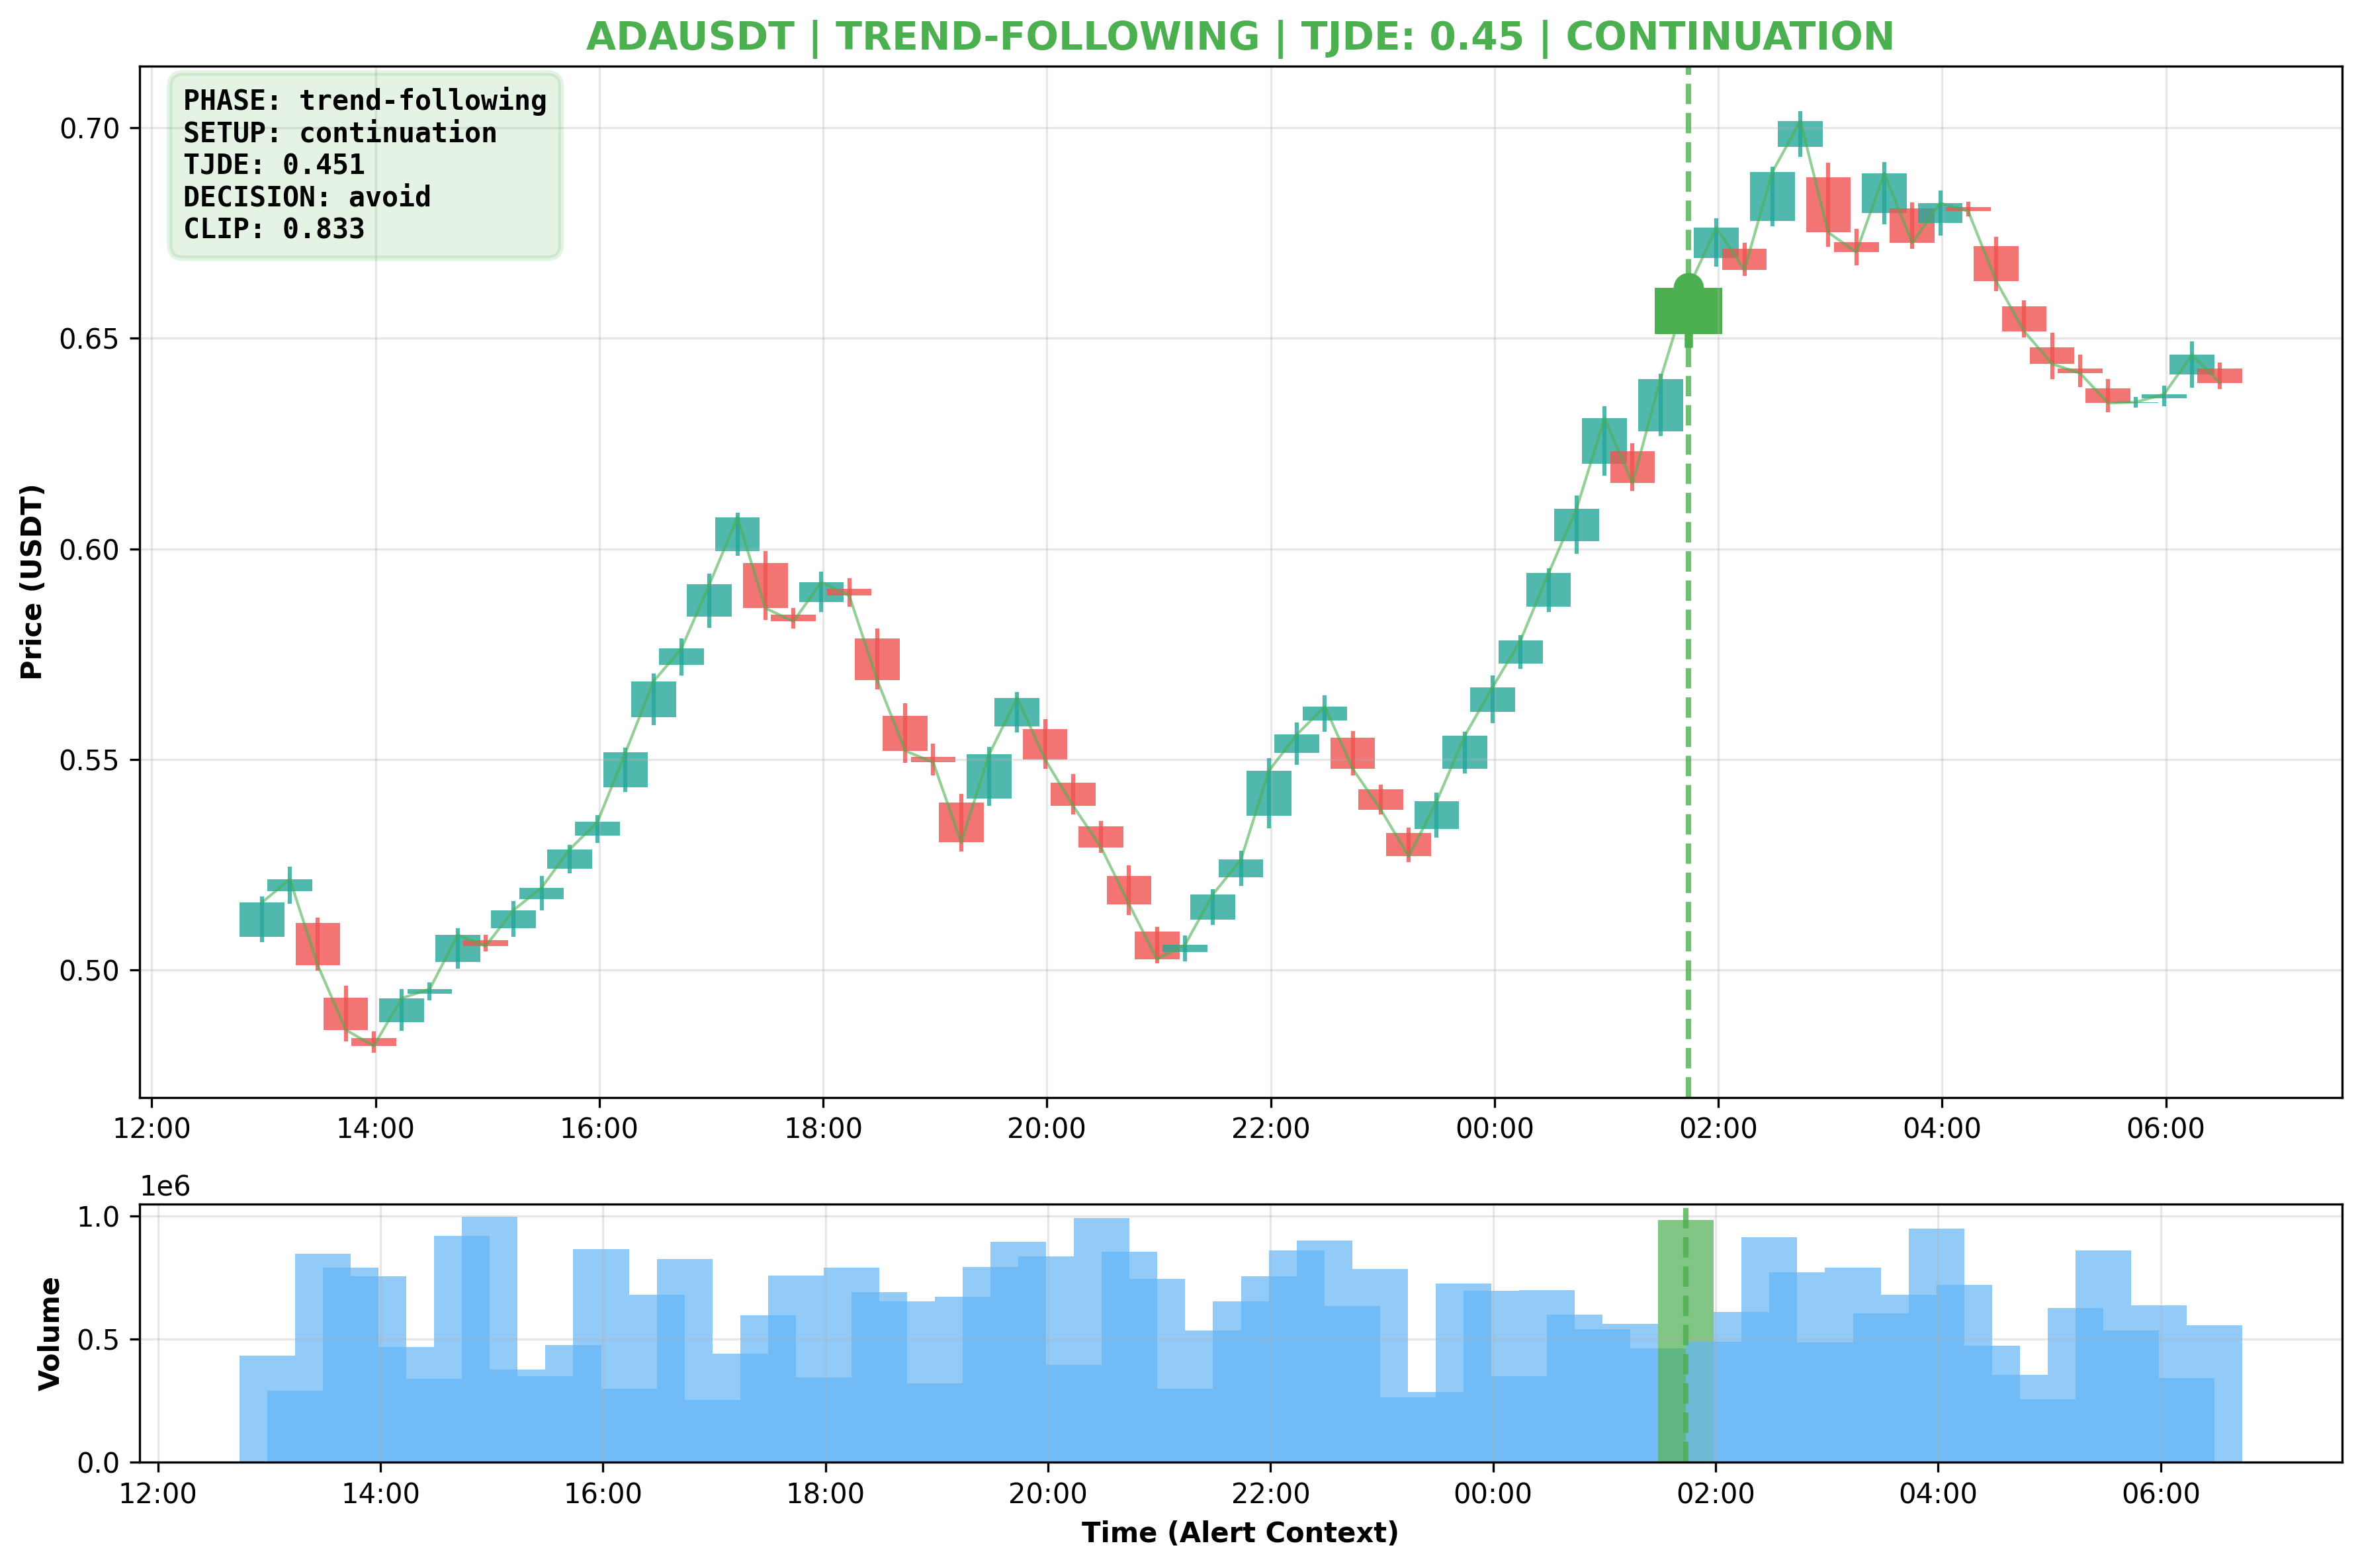 ADAUSDT | TREND-FOLLOWING | TJDE: 0.45 | CONTINUATION
PHASE: trend-following
SETUP: continuation
TJDE: 0.451
DECISION: avoid
CLIP: 0.833
Price (USDT)
0.70
0.65
0.60
0.55
0.50
12:00 14:00 16:00 18:00 20:00 22:00 00:00 02:00 04:00 06:00
1e6
Volume
1.0
0.5
0.0
12:00 14:00 16:00 18:00 20:00 22:00 00:00 02:00 04:00 06:00
Time (Alert Context)